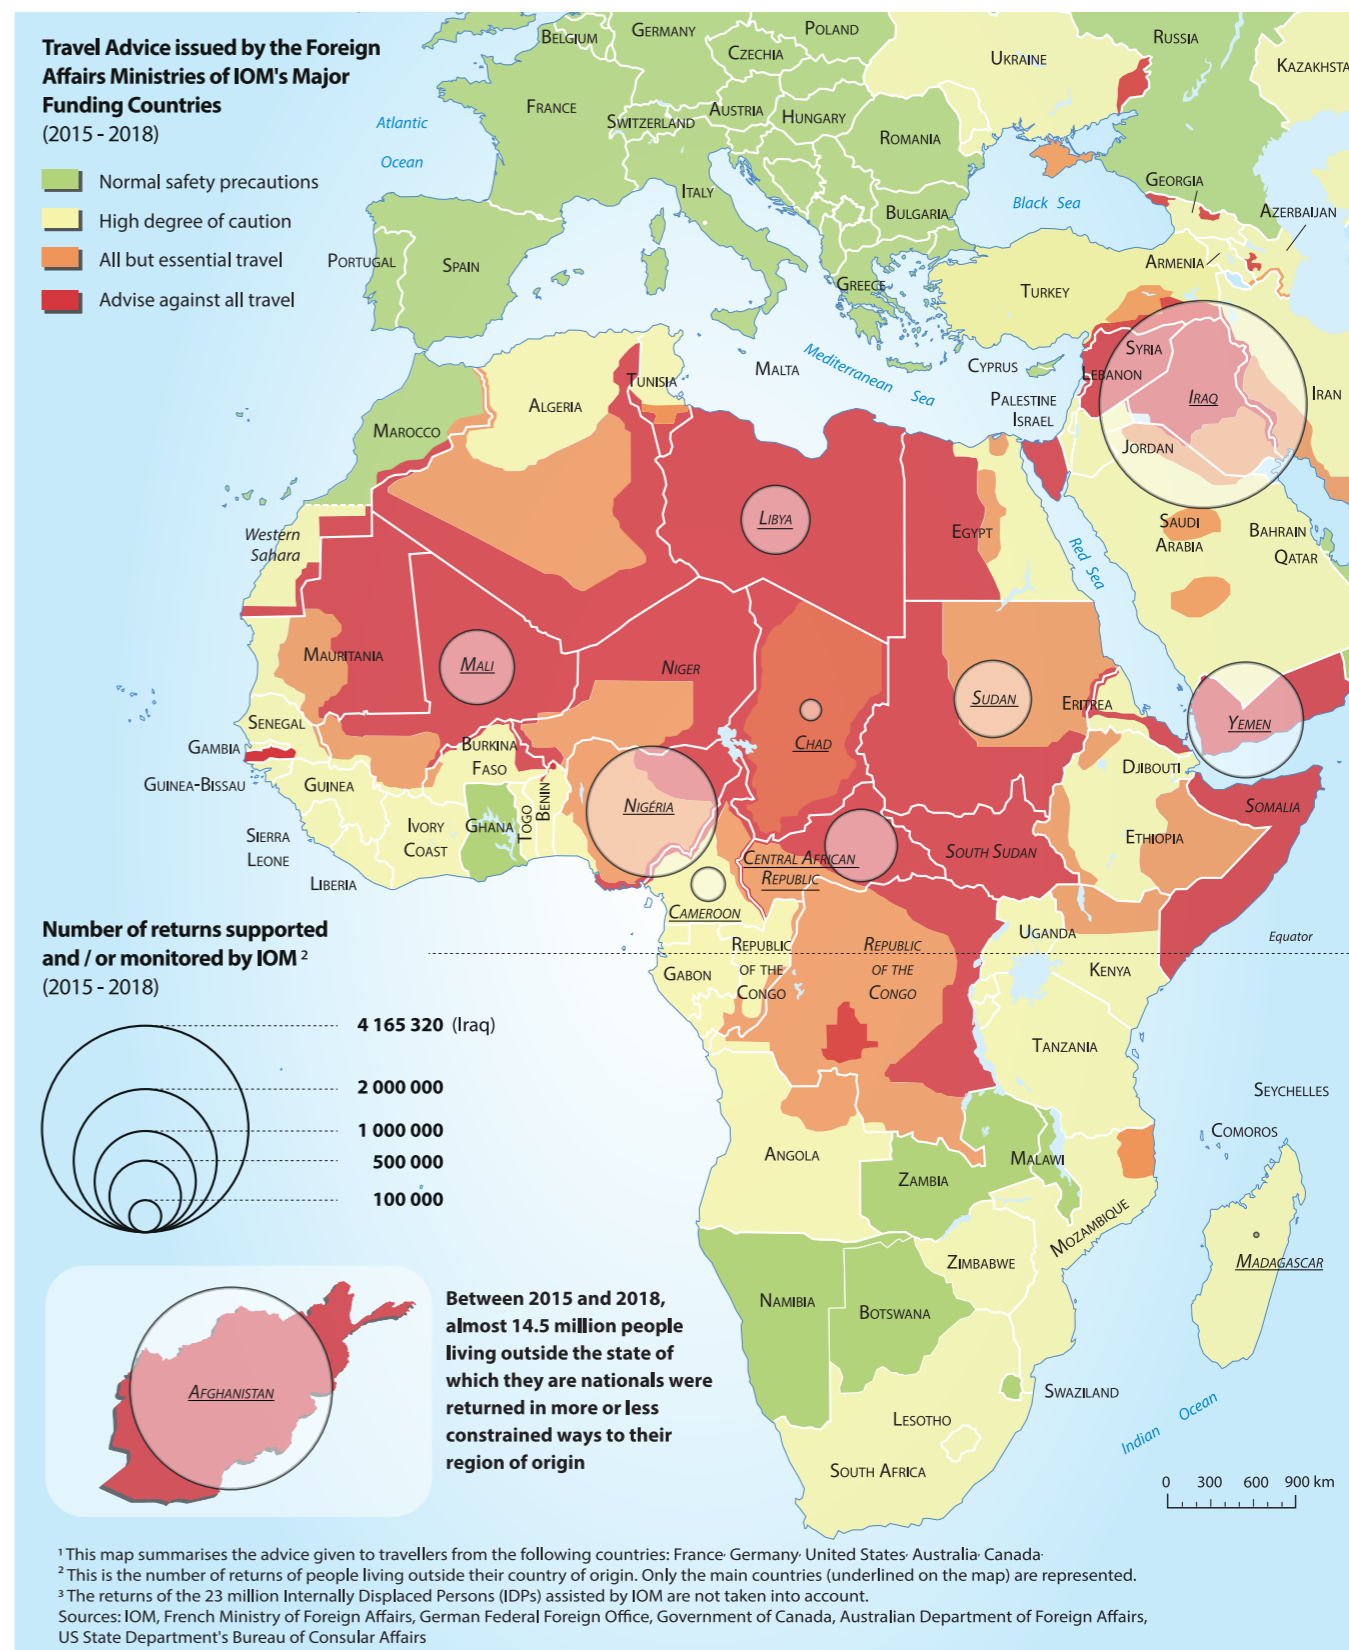 Travel Advice issued by the Foreign
Affairs Ministries of IOM's Major
Funding Countries
(2015 - 2018)
Normal safety precautions
High degree of caution
All but essential travel
Advise against all travel
Atlantic
Ocean
BELGIUM
GERMANY
POLAND
CZECHIA
RUSSIA
UKRAINE
KAZAKHSTA
FRANCE
SWITZERLAND
AUSTRIA
HUNGARY
ROMANIA
ITALY
BULGARIA
Black Sea
GEORGIA
AZERBAIJAN
ARMENIA
PORTUGAL
SPAIN
GREECE
TURKEY
MALTA
Mediterranean Sea
CYPRUS
SYRIA
LEBANON
PALESTINE
ISRAEL
IRAQ
IRAN
JORDAN
TUNISIA
ALGERIA
MAROCCO
Western
Sahara
LIBYA
EGYPT
Red Sea
SAUDI
ARABIA
BAHRAIN
QATAR
MAURITANIA
MALI
NIGER
CHAD
SUDAN
ERITREA
YEMEN
SENEGAL
GAMBIA
GUINEA-BISSAU
GUINEA
SIERRA
LEONE
LIBERIA
BURKINA
FASO
IVORY
COAST
GHANA
TOGO
BENIN
NIGÉRIA
DJIBOUTI
SOMALIA
ETHIOPIA
SOUTH SUDAN
CENTRAL AFRICAN
REPUBLIC
CAMEROON
GABON
REPUBLIC
OF THE
CONGO
REPUBLIC
OF THE
CONGO
UGANDA
KENYA
Equator
TANZANIA
SEYCHELLES
COMOROS
ANGOLA
ZAMBIA
MALAWI
MOZAMBIQUE
ZIMBABWE
MADAGASCAR
NAMIBIA
BOTSWANA
SWAZILAND
LESOTHO
SOUTH AFRICA
Indian Ocean
Number of returns supported
and / or monitored by IOM ²
(2015 - 2018)
4 165 320 (Iraq)
2 000 000
1 000 000
500 000
100 000
AFGHANISTAN
Between 2015 and 2018,
almost 14.5 million people
living outside the state of
which they are nationals were
returned in more or less
constrained ways to their
region of origin
0 300 600 900 km
¹ This map summarises the advice given to travellers from the following countries: France, Germany, United States, Australia, Canada.
² This is the number of returns of people living outside their country of origin. Only the main countries (underlined on the map) are represented.
³ The returns of the 23 million Internally Displaced Persons (IDPs) assisted by IOM are not taken into account.
Sources: IOM, French Ministry of Foreign Affairs, German Federal Foreign Office, Government of Canada, Australian Department of Foreign Affairs,
US State Department's Bureau of Consular Affairs